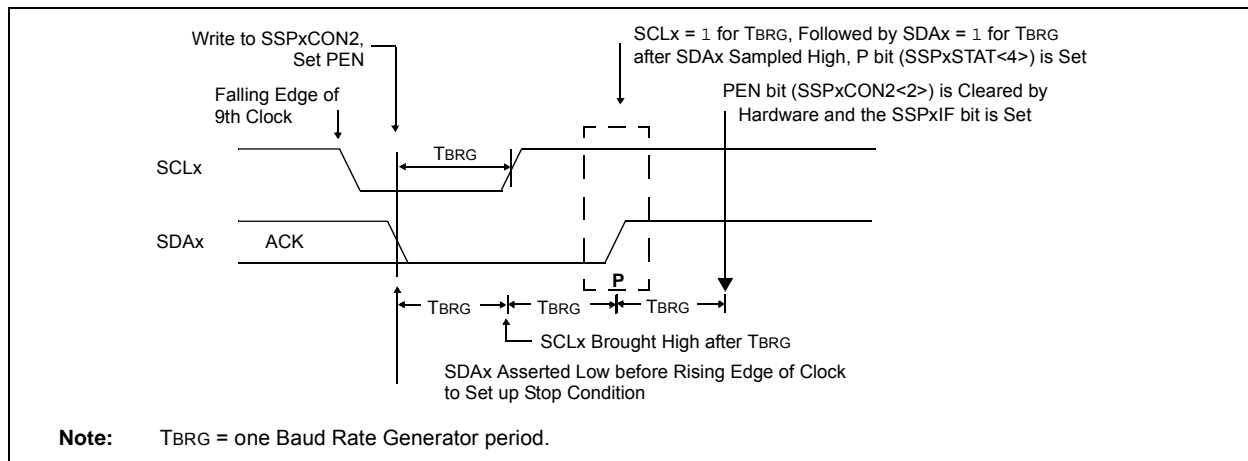 Write to SSPxCON2,
Set PEN
SCLx = 1 for TBRG, Followed by SDAx = 1 for TBRG
after SDAx Sampled High, P bit (SSPxSTAT<4>) is Set
Falling Edge of
9th Clock
PEN bit (SSPxCON2<2>) is Cleared by
Hardware and the SSPxIF bit is Set
SCLx
TBRG
SDAx
ACK
P
TBRG
TBRG
TBRG
SCLx Brought High after TBRG
SDAx Asserted Low before Rising Edge of Clock
to Set up Stop Condition
Note: TBRG = one Baud Rate Generator period.